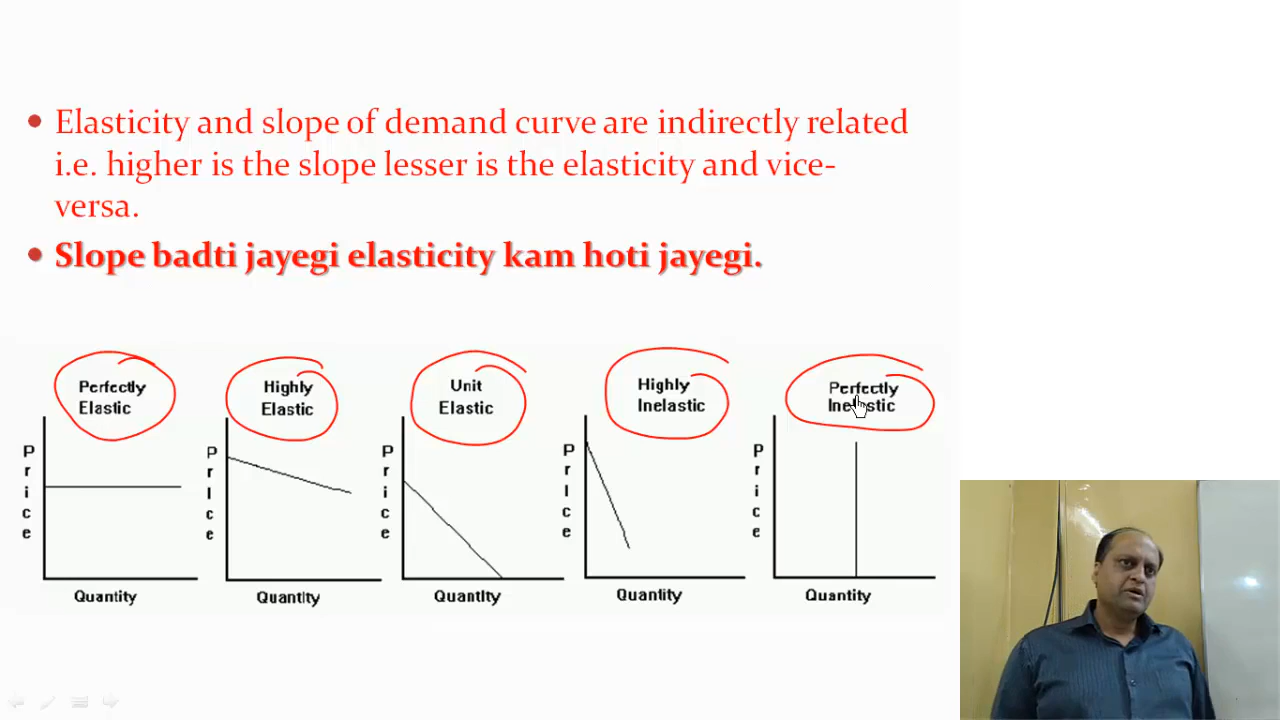 • Elasticity and slope of demand curve are indirectly related
i.e. higher is the slope lesser is the elasticity and vice-
versa.
• Slope badti jayegi elasticity kam hoti jayegi.
Perfectly
Elastic
Price
Quantity
Highly
Elastic
Price
Quantity
Unit
Elastic
Price
Quantity
Highly
Inelastic
Price
Quantity
Perfectly
Inelastic
Price
Quantity